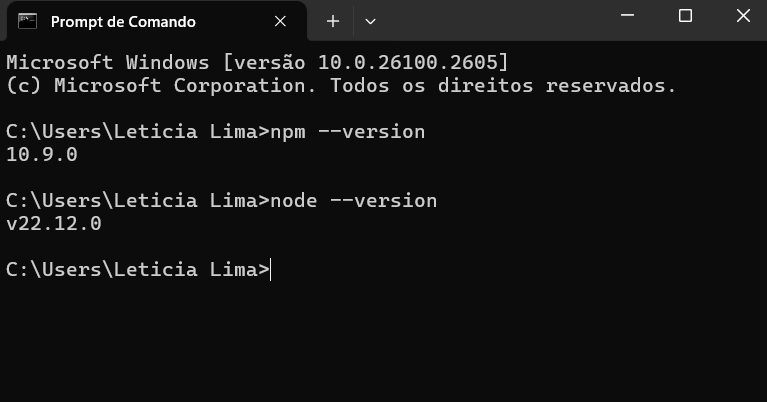 Prompt de Comando
Microsoft Windows [versão 10.0.26100.2605]
(c) Microsoft Corporation. Todos os direitos reservados.
C:\Users\Leticia Lima>npm --version
10.9.0
C:\Users\Leticia Lima>node --version
v22.12.0
C:\Users\Leticia Lima>